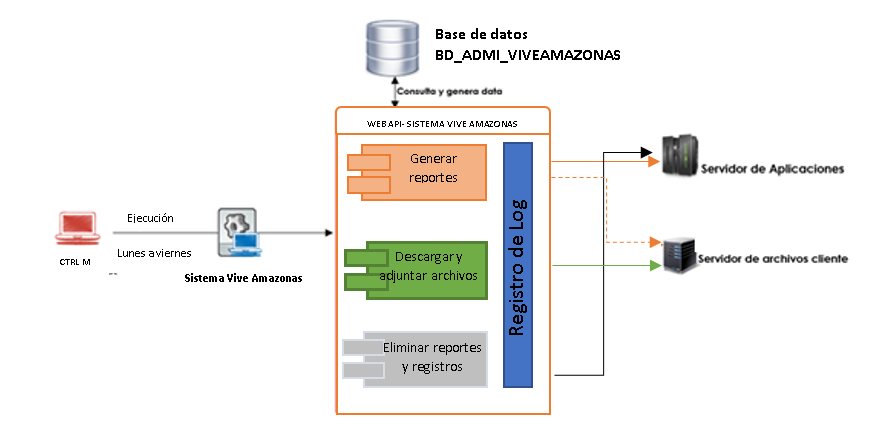 Base de datos
BD_ADMI_VIVEAMAZONAS
Consulta y genera data
WEB API- SISTEMA VIVE AMAZONAS
Generar
reportes
Servidor de Aplicaciones
Registro de Log
Ejecución
Lunes aviernes
CTRL M
--
Sistema Vive Amazonas
Descargar y
adjuntar archivos
Servidor de archivos cliente
Eliminar reportes
y registros